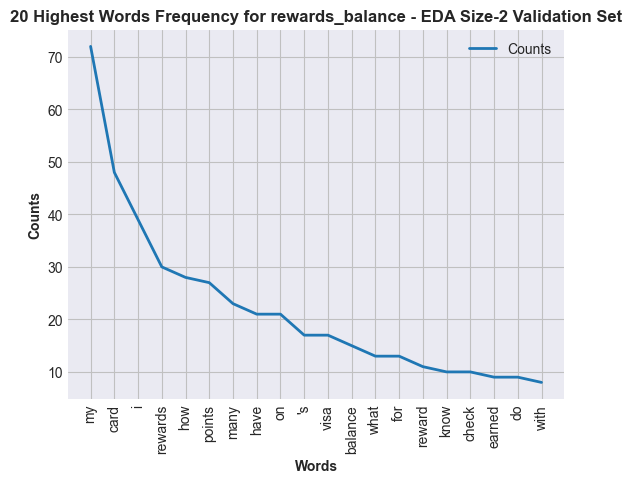 20 Highest Words Frequency for rewards_balance - EDA Size-2 Validation Set
Counts
70
60
50
40
30
20
10
Counts
my
card
i
rewards
how
points
many
have
on
's
visa
balance
what
for
reward
know
check
earned
do
with
Words